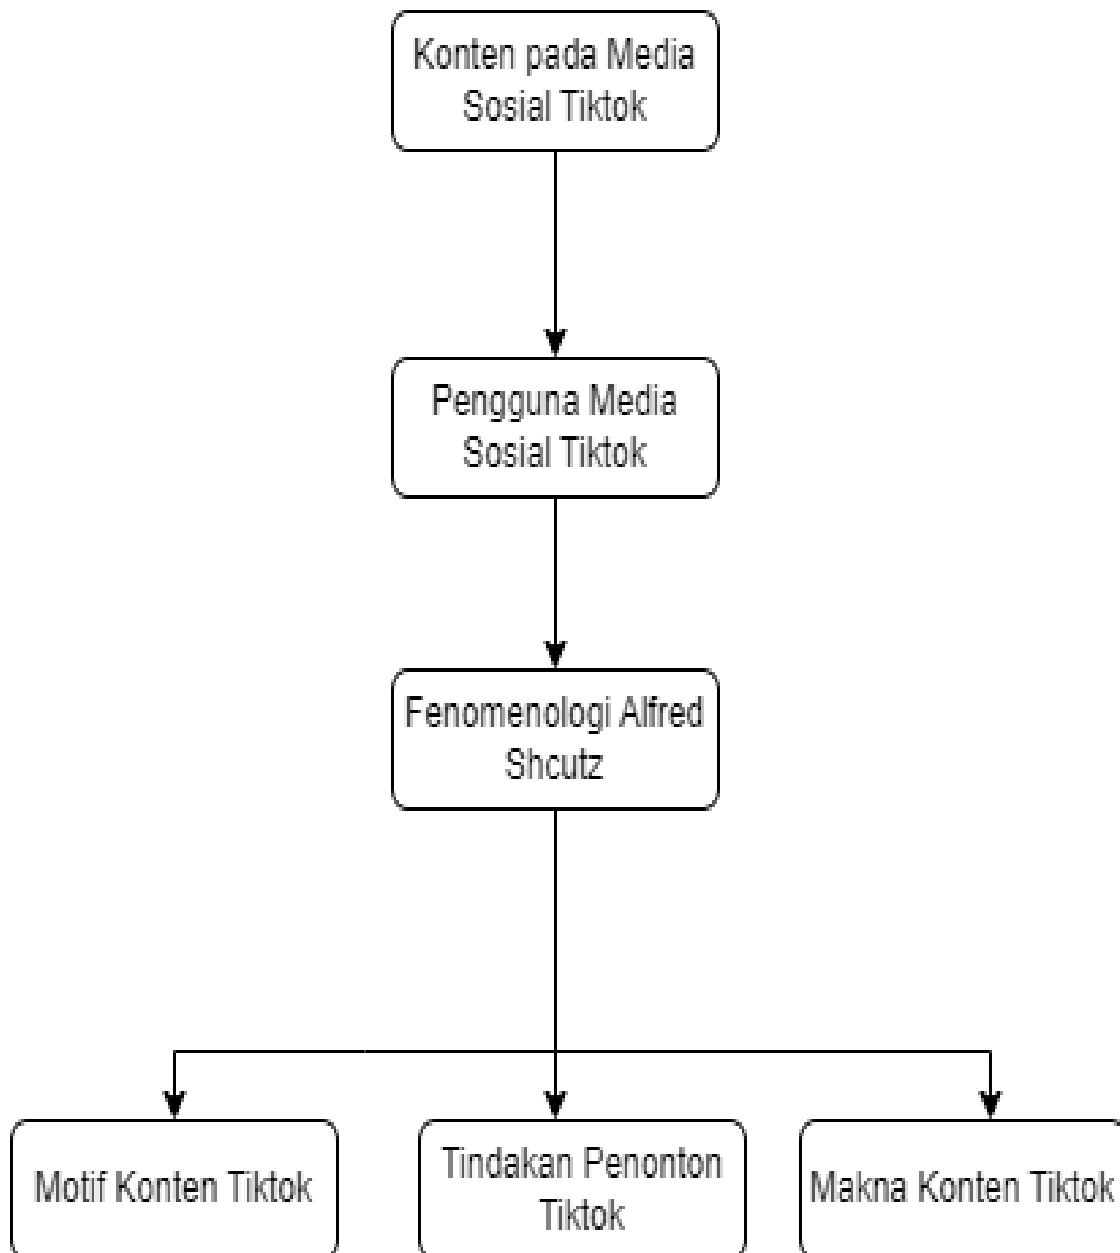 Konten pada Media
Sosial Tiktok
Pengguna Media
Sosial Tiktok
Fenomenologi Alfred
Shcutz
Motif Konten Tiktok
Tindakan Penonton
Tiktok
Makna Konten Tiktok